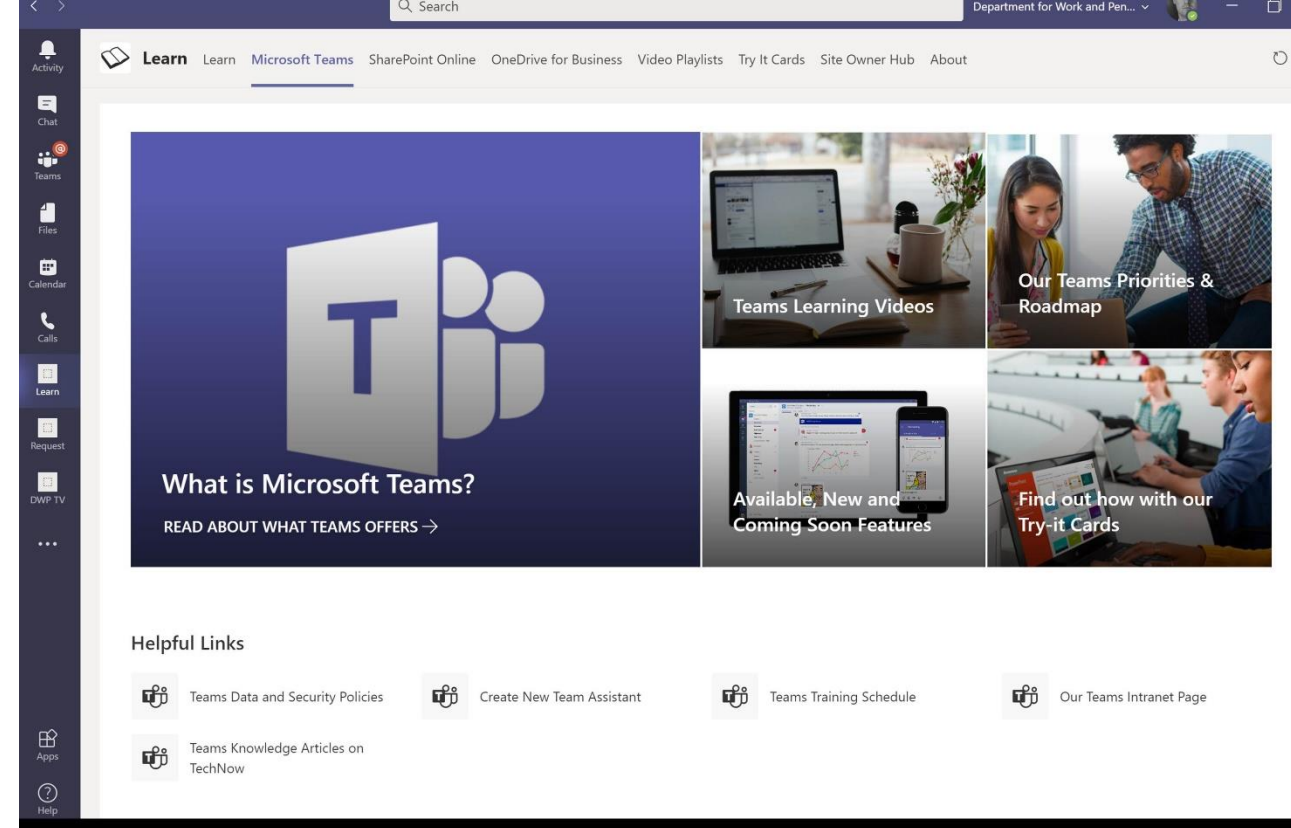 Search
Department for Work and Pen...
Activity
Chat
Teams
Files
Calendar
Calls
Learn
Request
DWP TV
Apps
Help
Learn Learn Microsoft Teams SharePoint Online OneDrive for Business Video Playlists Try It Cards Site Owner Hub About
What is Microsoft Teams?
READ ABOUT WHAT TEAMS OFFERS →
Teams Learning Videos
Our Teams Priorities &
Roadmap
Available, New and
Coming Soon Features
Find out how with our
Try-it Cards
Helpful Links
Teams Data and Security Policies
Create New Team Assistant
Teams Training Schedule
Our Teams Intranet Page
Teams Knowledge Articles on
TechNow